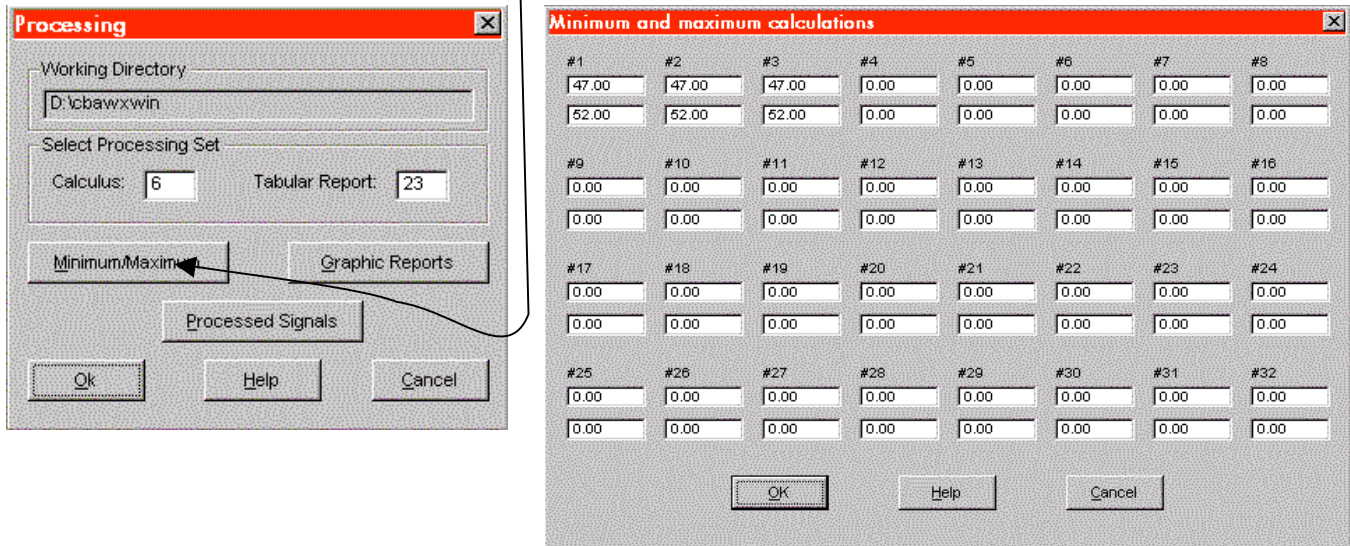 Processing
Working Directory
D:\cbawxwin
Select Processing Set
Calculus: 6 Tabular Report: 23
Minimum/Maximum Graphic Reports
Processed Signals
Ok Help Cancel
Minimum and maximum calculations
#1 #2 #3 #4 #5 #6 #7 #8
47.00 47.00 47.00 0.00 0.00 0.00 0.00 0.00
52.00 52.00 52.00 0.00 0.00 0.00 0.00 0.00
#9 #10 #11 #12 #13 #14 #15 #16
0.00 0.00 0.00 0.00 0.00 0.00 0.00 0.00
0.00 0.00 0.00 0.00 0.00 0.00 0.00 0.00
#17 #18 #19 #20 #21 #22 #23 #24
0.00 0.00 0.00 0.00 0.00 0.00 0.00 0.00
0.00 0.00 0.00 0.00 0.00 0.00 0.00 0.00
#25 #26 #27 #28 #29 #30 #31 #32
0.00 0.00 0.00 0.00 0.00 0.00 0.00 0.00
0.00 0.00 0.00 0.00 0.00 0.00 0.00 0.00
OK Help Cancel